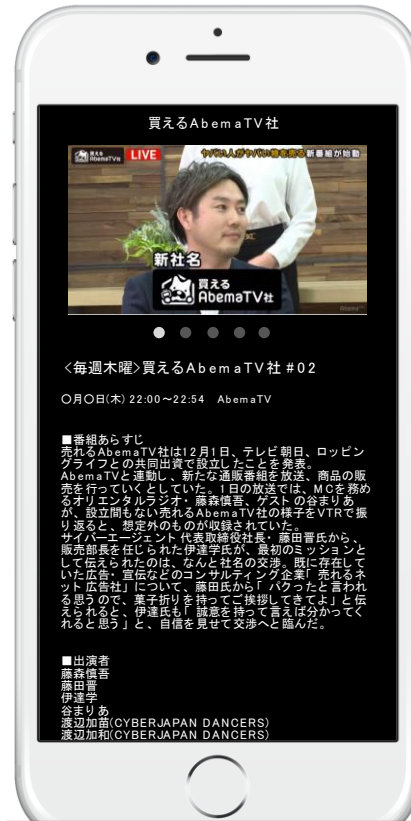 買えるAbemaTV社
買える
AbemaTV社
LIVE
ヤバい人がヤバい物を売る新番組が始動
新社名
買える
AbemaTV社
AbemaTV
<毎週木曜>買えるAbemaTV社 #02
〇月〇日(木) 22:00~22:54 AbemaTV
■番組あらすじ
売れるAbemaTV社は12月1日、テレビ朝日、ロッピン
グライフとの共同出資で設立したことを発表。
AbemaTVと連動し、新たな通販番組を放送、商品の販
売を行っていくとしていた。1日の放送では、MCを務め
るオリエンタルラジオ・藤森慎吾、ゲストの谷まりあ
が、設立間もない売れるAbemaTV社の様子をVTRで振
り返ると、想定外のものが収録されていた。
サイバーエージェント代表取締役社長・藤田晋氏から、
販売部長を任じられた伊達学氏が、最初のミッションと
して伝えられたのは、なんと社名の交渉。既に存在して
いた広告・宣伝などのコンサルティング企業「売れるネ
ット広告社」について、藤田氏から「パクったと言われ
る思うので、菓子折りを持ってご挨拶してきてよ」と伝
えられると、伊達氏も「誠意を持って言えば分かってく
れると思う」と、自信を見せて交渉へと臨んだ。
■出演者
藤森慎吾
藤田晋
伊達学
谷まりあ
渡辺加苗(CYBERJAPAN DANCERS)
渡辺加和(CYBERJAPAN DANCERS)